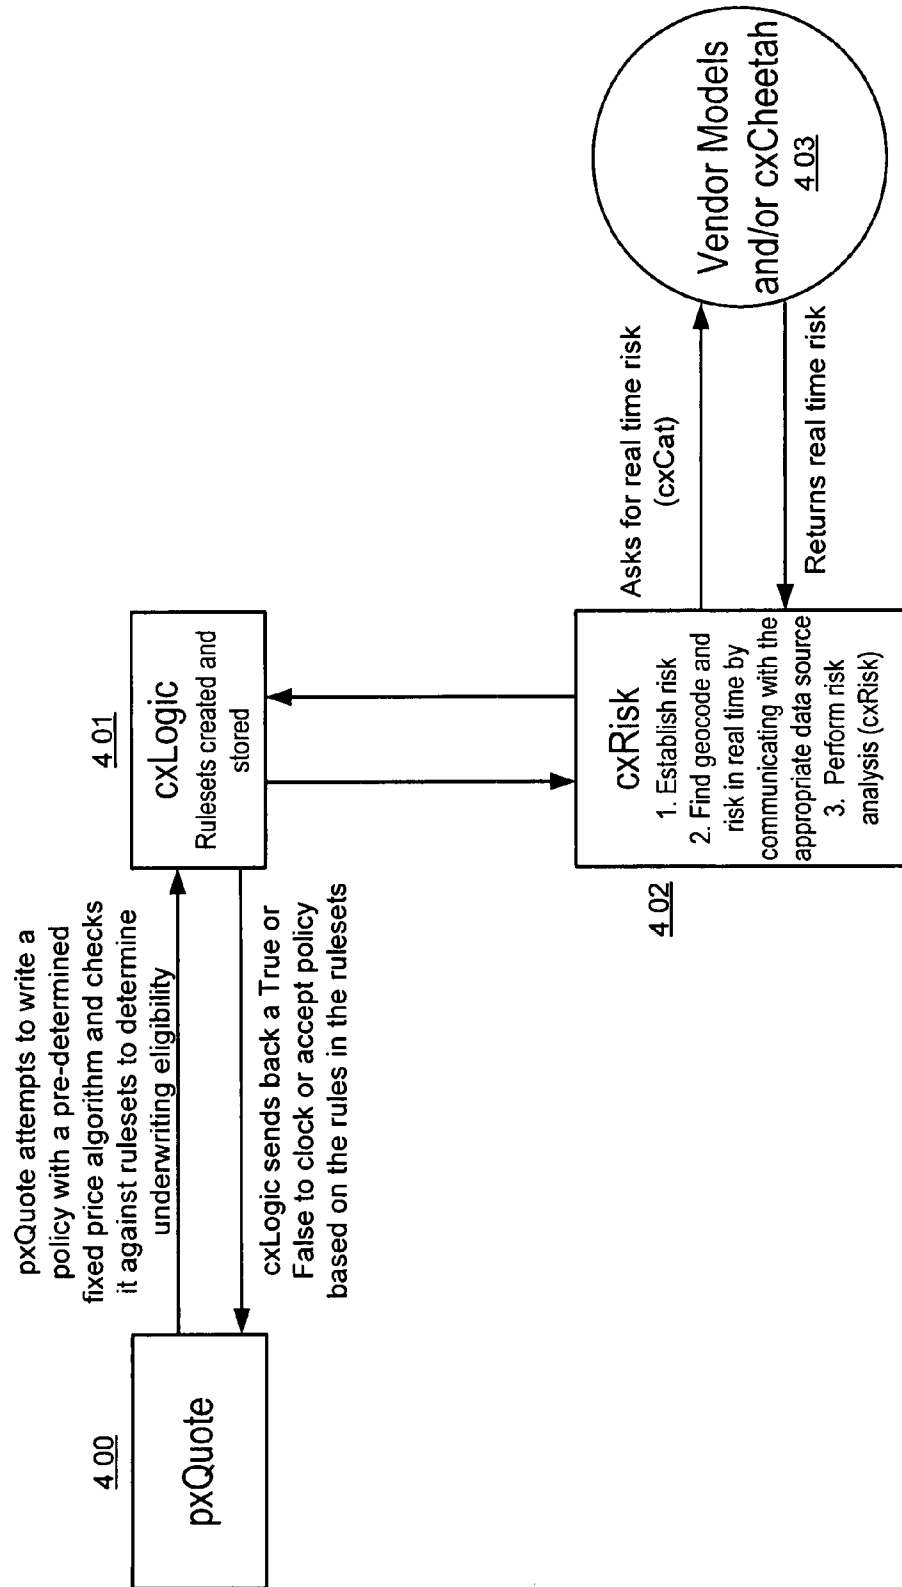 pxQuote attempts to write a
policy with a pre-determined
fixed price algorithm and checks
it against rulesets to determine
underwriting eligibility
4 00
pxQuote
cxLogic sends back a True or
False to clock or accept policy
based on the rules in the rulesets
4 01
cxLogic
Rulesets created and
stored
4 02
cxRisk
1. Establish risk
2. Find geocode and
risk in real time by
communicating with the
appropriate data source
3. Perform risk
analysis (cxRisk)
Asks for real time risk
(cxCat)
Returns real time risk
Vendor Models
and/or cxCheetah
4 03